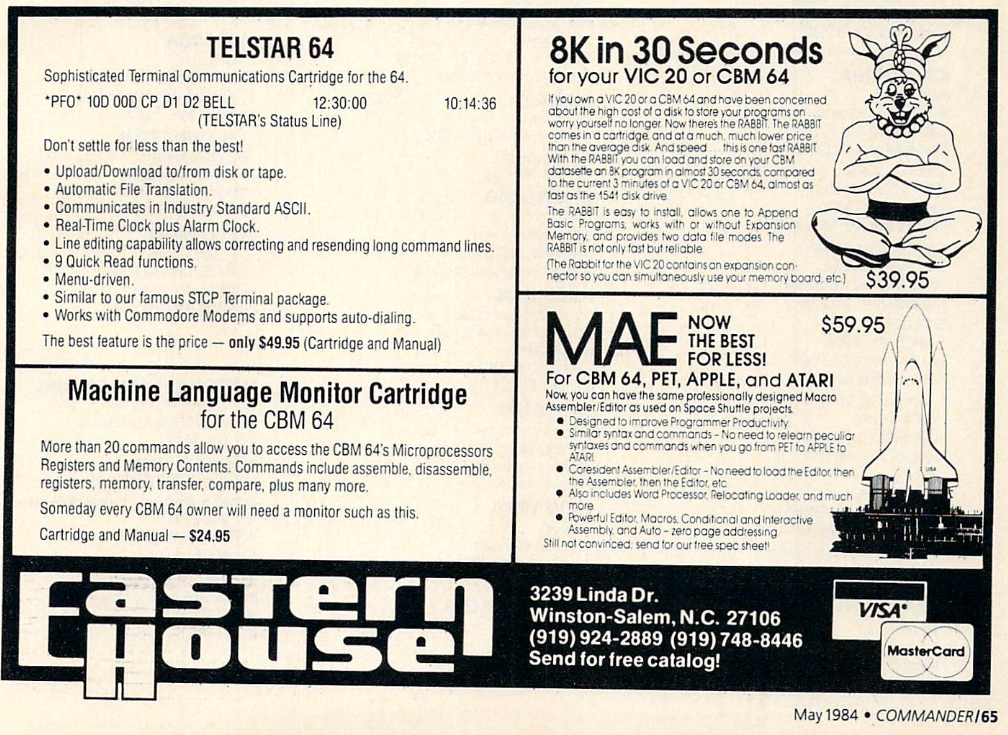 TELSTAR 64
Sophisticated Terminal Communications Cartridge for the 64.
*PFO* 10D 00D CP D1 D2 BELL 12:30:00 10:14:36
(TELSTAR's Status Line)
Don't settle for less than the best!
• Upload/Download to/from disk or tape.
• Automatic File Translation.
• Communicates in Industry Standard ASCII.
• Real-Time Clock plus Alarm Clock.
• Line editing capability allows correcting and resending long command lines.
• 9 Quick Read functions.
• Menu-driven.
• Similar to our famous STCP Terminal package.
• Works with Commodore Modems and supports auto-dialing.
The best feature is the price — only $49.95 (Cartridge and Manual)
Machine Language Monitor Cartridge
for the CBM 64
More than 20 commands allow you to access the CBM 64's Microprocessors
Registers and Memory Contents. Commands include assemble, disassemble,
registers, memory, transfer, compare, plus many more.
Someday every CBM 64 owner will need a monitor such as this.
Cartridge and Manual — $24.95
8K in 30 Seconds
for your VIC 20 or CBM 64
If you own a VIC 20 or a CBM 64 and have been concerned
about the high cost of a disk to store your programs on . . .
worry yourself no longer. Now there's the RABBIT. The RABBIT
comes in a cartridge, and at a much, much lower price
than the average disk. And speed . . . this is one fast RABBIT.
With the RABBIT you can load and store on your CBM
datasette an 8K program in almost 30 seconds, compared
to the current 3 minutes of a VIC 20 or CBM 64, almost as
fast as the 1541 disk drive.
The RABBIT is easy to install, allows one to Append
Basic Programs, works with or without Expansion
Memory, and provides two data file modes. The
RABBIT is not only fast but reliable.
(The Rabbit for the VIC 20 contains an expansion con-
nector so you can simultaneously use your memory board, etc.)
$39.95
MAE
NOW
THE BEST
FOR LESS!
$59.95
For CBM 64, PET, APPLE, and ATARI
Now, you can have the same professionally designed Macro
Assembler/Editor as used on Space Shuttle projects.
• Designed to improve Programmer Productivity.
• Similar syntax and commands – No need to relearn peculiar
syntaxes and commands when you go from PET to APPLE to
ATARI.
• Coresident Assembler/Editor – No need to load the Editor, then
the Assembler, then the Editor, etc.
• Also includes Word Processor, Relocating Loader, and much
more.
• Powerful Editor, Macros, Conditional and Interactive
Assembly, and Auto – zero page addressing.
Still not convinced, send for our free spec sheet!
USA
Eastern
House
3239 Linda Dr.
Winston-Salem, N.C. 27106
(919) 924-2889 (919) 748-8446
Send for free catalog!
VISA®
MasterCard
May 1984 • COMMANDER/65